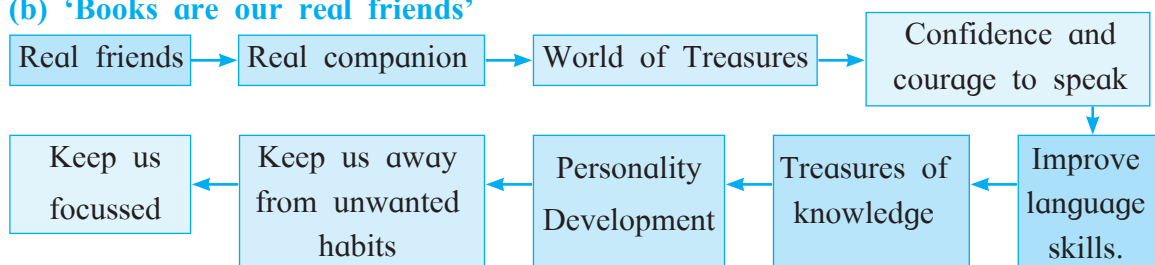 (b) ‘Books are our real friends’
Real friends
Real companion
World of Treasures
Confidence and
courage to speak
Improve
language
skills.
Treasures of
knowledge
Personality
Development
Keep us away
from unwanted
habits
Keep us
focussed